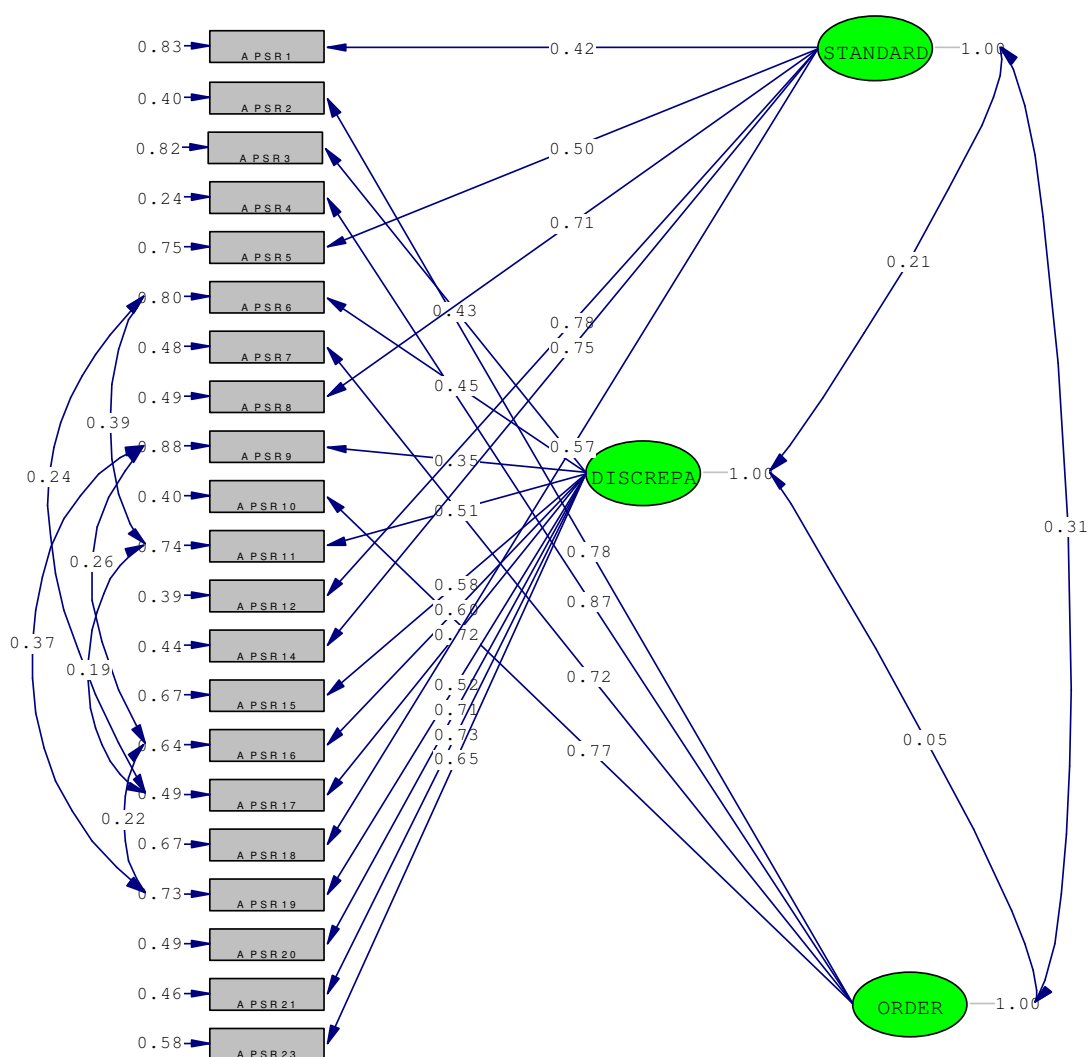 0.83 APSR1 0.42 STANDARD 1.00
0.40 APSR2
0.82 APSR3
0.50
0.24 APSR4
0.71
0.75 APSR5
0.21
0.80 APSR6
0.43
0.78
0.48 APSR7
0.75
0.45
0.49 APSR8
0.39
0.88 APSR9
0.57
0.35
0.24
DISCREPA 1.00
0.40 APSR10
0.51
0.31
0.74 APSR11
0.78
0.26
0.58
0.39 APSR12
0.87
0.60
0.72
0.37
0.44 APSR14
0.19
0.72
0.52
0.67 APSR15
0.71
0.73
0.05
0.64 APSR16
0.77
0.65
0.49 APSR17
0.22
0.67 APSR18
0.73 APSR19
0.49 APSR20
0.46 APSR21
ORDER 1.00
0.58 APSR23